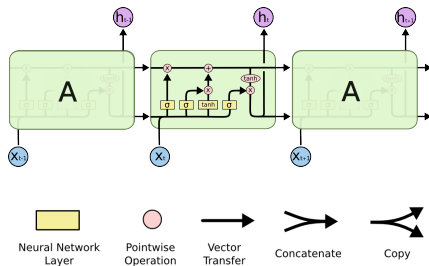 hₜ₋₁ hₜ hₜ₊₁
A A
x + tanh
x x
σ σ tanh σ
Xₜ₋₁ Xₜ Xₜ₊₁
Neural Network Pointwise Vector Concatenate Copy
Layer Operation Transfer